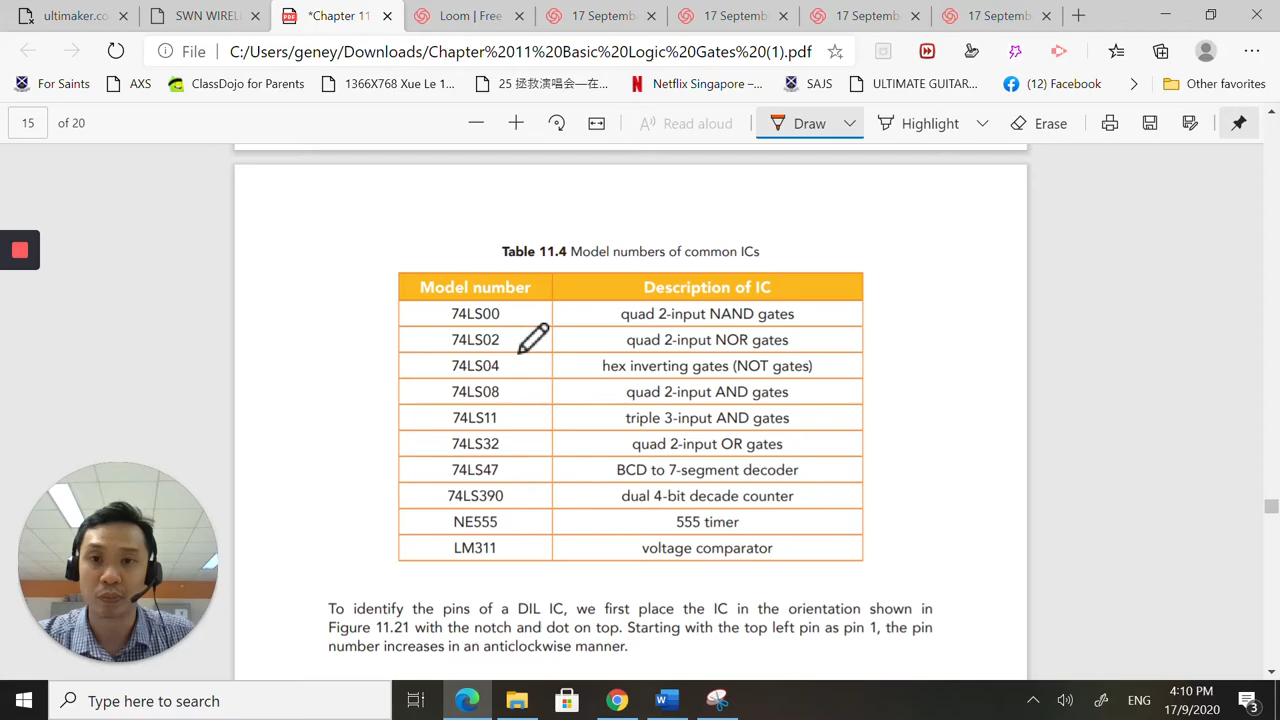 ultimaker.co
SWN WIREL
*Chapter 11
Loom | Free
17 Septemb
17 Septemb
17 Septemb
17 Septemb
File
C:/Users/geney/Downloads/Chapter%2011%20Basic%20Logic%20Gates%20(1).pdf
For Saints
AXS
ClassDojo for Parents
1366X768 Xue Le 1...
25 拯救演唱会—在...
Netflix Singapore –...
SAJS
ULTIMATE GUITAR...
(12) Facebook
Other favorites
15 of 20
Read aloud
Draw
Highlight
Erase
Table 11.4 Model numbers of common ICs
Model number Description of IC
74LS00 quad 2-input NAND gates
74LS02 quad 2-input NOR gates
74LS04 hex inverting gates (NOT gates)
74LS08 quad 2-input AND gates
74LS11 triple 3-input AND gates
74LS32 quad 2-input OR gates
74LS47 BCD to 7-segment decoder
74LS390 dual 4-bit decade counter
NE555 555 timer
LM311 voltage comparator
To identify the pins of a DIL IC, we first place the IC in the orientation shown in
Figure 11.21 with the notch and dot on top. Starting with the top left pin as pin 1, the pin
number increases in an anticlockwise manner.
Type here to search
ENG
4:10 PM
17/9/2020
3